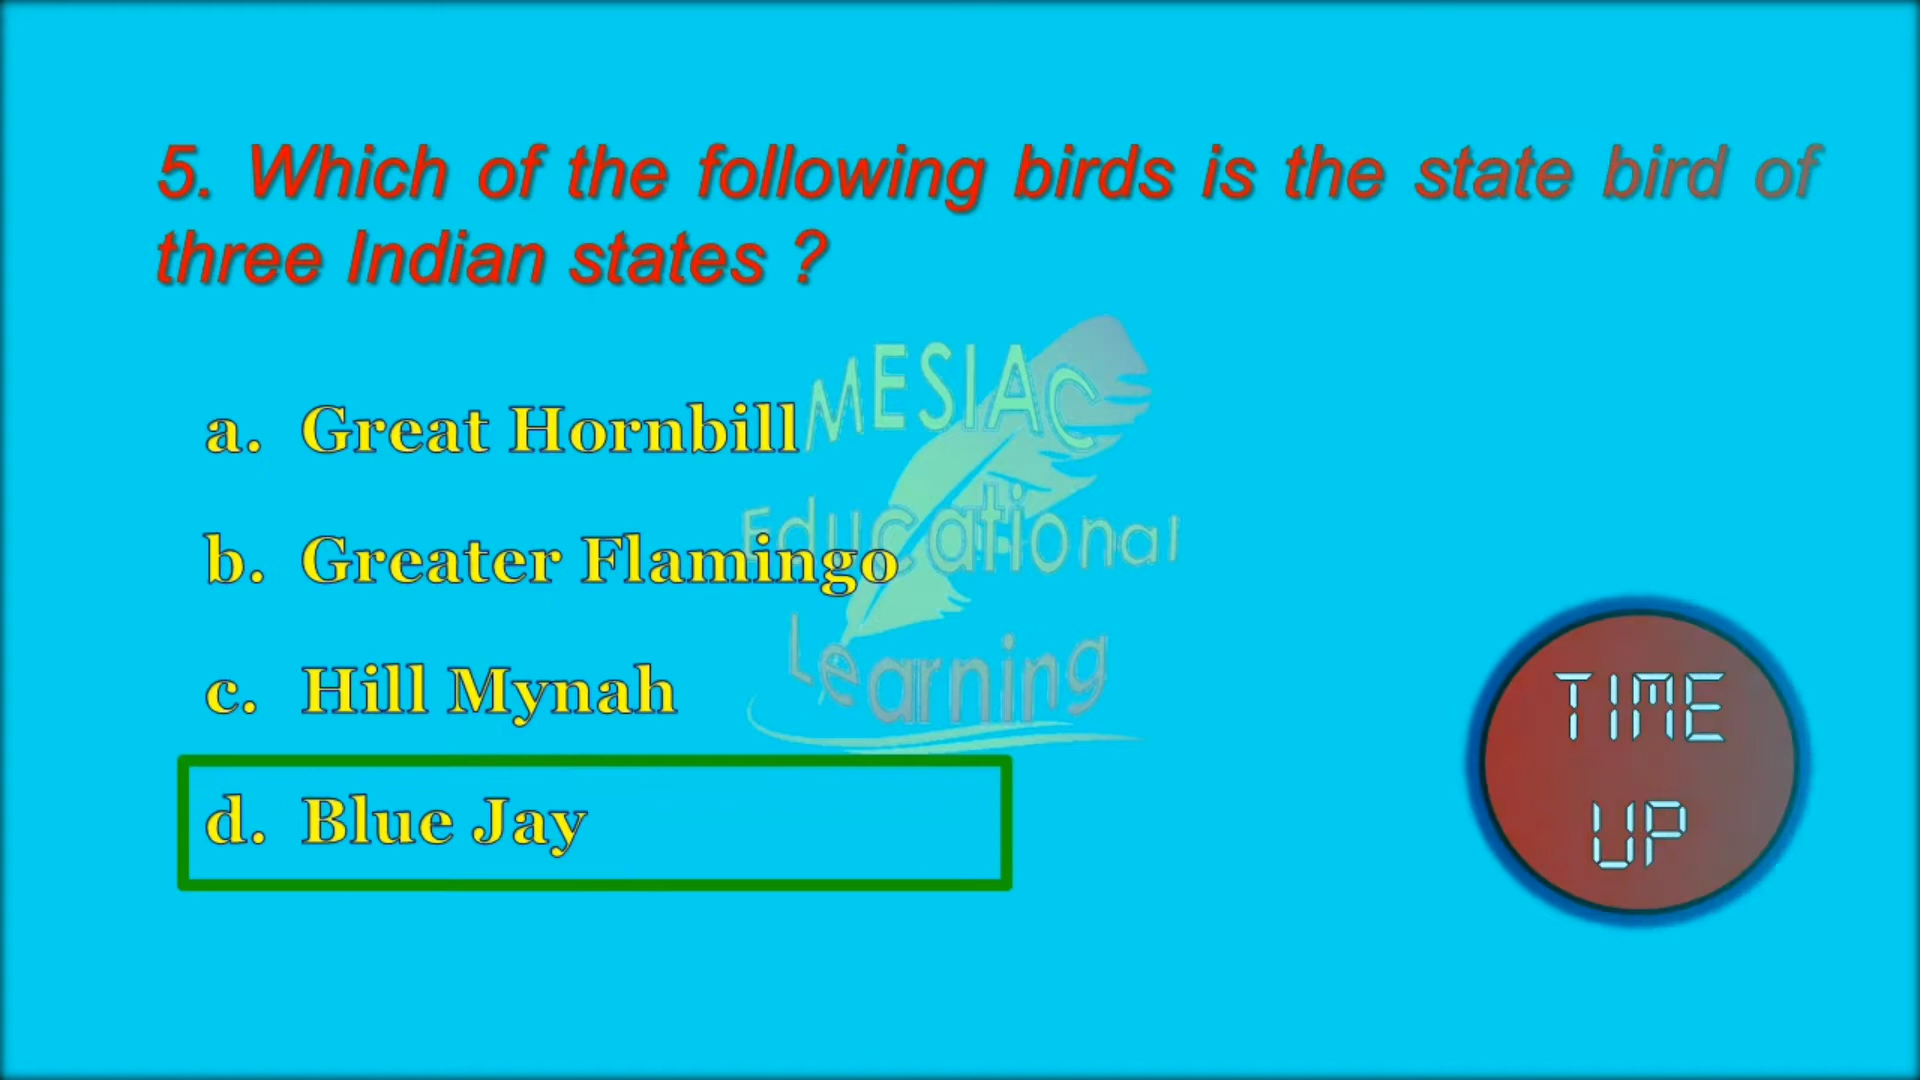 5. Which of the following birds is the state bird of
three Indian states ?
MESIAC
a. Great Hornbill
Educational
b. Greater Flamingo
Learning
c. Hill Mynah
TIME
UP
d. Blue Jay